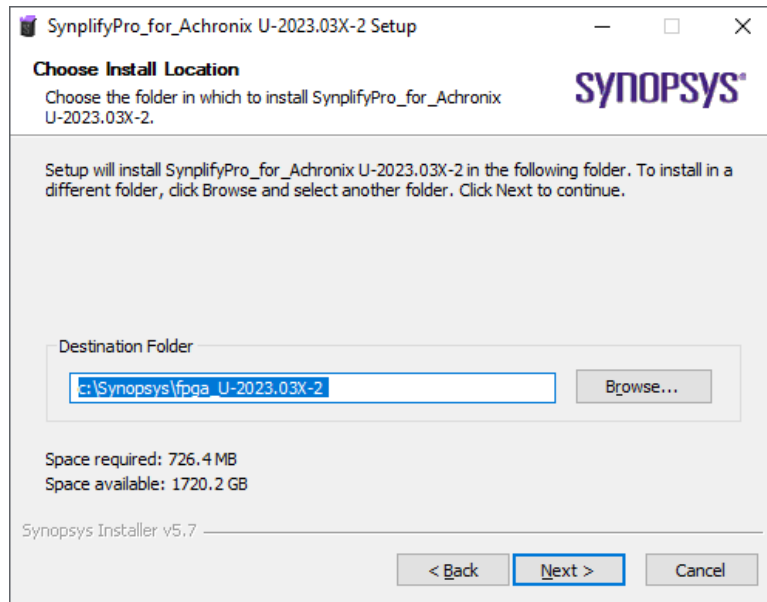 SynplifyPro_for_Achronix U-2023.03X-2 Setup
Choose Install Location
Choose the folder in which to install SynplifyPro_for_Achronix
U-2023.03X-2.
SYNOPSYS®
Setup will install SynplifyPro_for_Achronix U-2023.03X-2 in the following folder. To install in a
different folder, click Browse and select another folder. Click Next to continue.
Destination Folder
c:\Synopsys\fpga_U-2023.03X-2
Browse...
Space required: 726.4 MB
Space available: 1720.2 GB
Synopsys Installer v5.7
< Back
Next >
Cancel